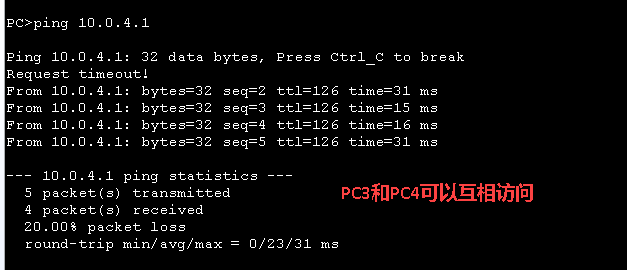 PC>ping 10.0.4.1
Ping 10.0.4.1: 32 data bytes, Press Ctrl_C to break
Request timeout!
From 10.0.4.1: bytes=32 seq=2 ttl=126 time=31 ms
From 10.0.4.1: bytes=32 seq=3 ttl=126 time=15 ms
From 10.0.4.1: bytes=32 seq=4 ttl=126 time=16 ms
From 10.0.4.1: bytes=32 seq=5 ttl=126 time=31 ms
--- 10.0.4.1 ping statistics ---
5 packet(s) transmitted
PC3和PC4可以互相访问
4 packet(s) received
20.00% packet loss
round-trip min/avg/max = 0/23/31 ms